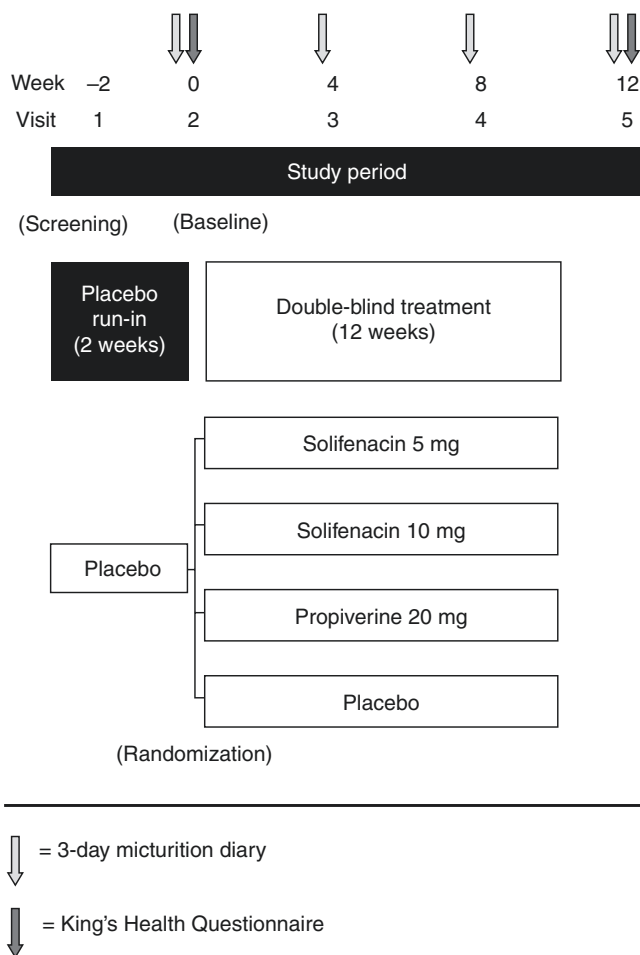 Week −2 0 4 8 12
Visit 1 2 3 4 5
Study period
(Screening) (Baseline)
Placebo
run-in
(2 weeks)
Double-blind treatment
(12 weeks)
Solifenacin 5 mg
Solifenacin 10 mg
Placebo
Propiverine 20 mg
Placebo
(Randomization)
= 3-day micturition diary
= King's Health Questionnaire